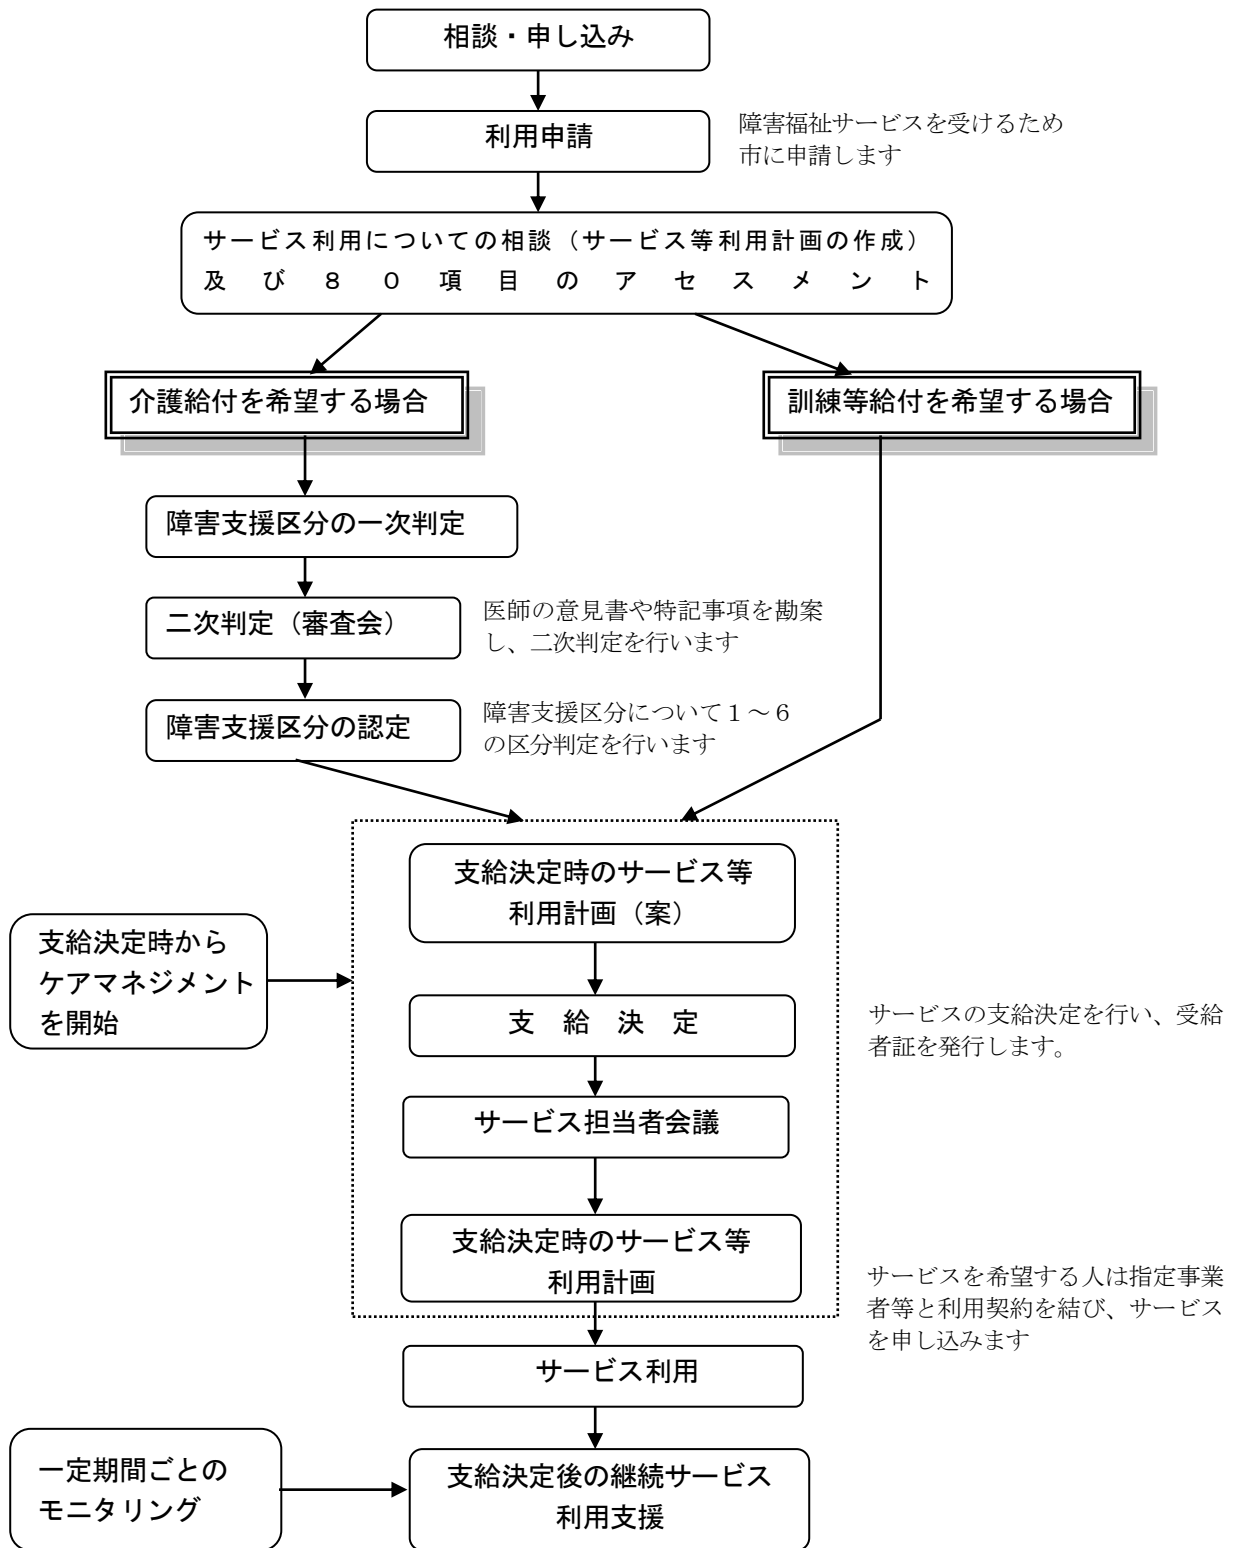 相談・申し込み
利用申請
障害福祉サービスを受けるため
市に申請します
サービス利用についての相談（サービス等利用計画の作成）
及び８０項目のアセスメント
介護給付を希望する場合
訓練等給付を希望する場合
障害支援区分の一次判定
二次判定（審査会）
医師の意見書や特記事項を勘案
し、二次判定を行います
障害支援区分の認定
障害支援区分について１～６
の区分判定を行います
支給決定時のサービス等
利用計画（案）
支給決定時から
ケアマネジメント
を開始
支　給　決　定
サービスの支給決定を行い、受給
者証を発行します。
サービス担当者会議
支給決定時のサービス等
利用計画
サービスを希望する人は指定事業
者等と利用契約を結び、サービス
を申し込みます
サービス利用
一定期間ごとの
モニタリング
支給決定後の継続サービス
利用支援